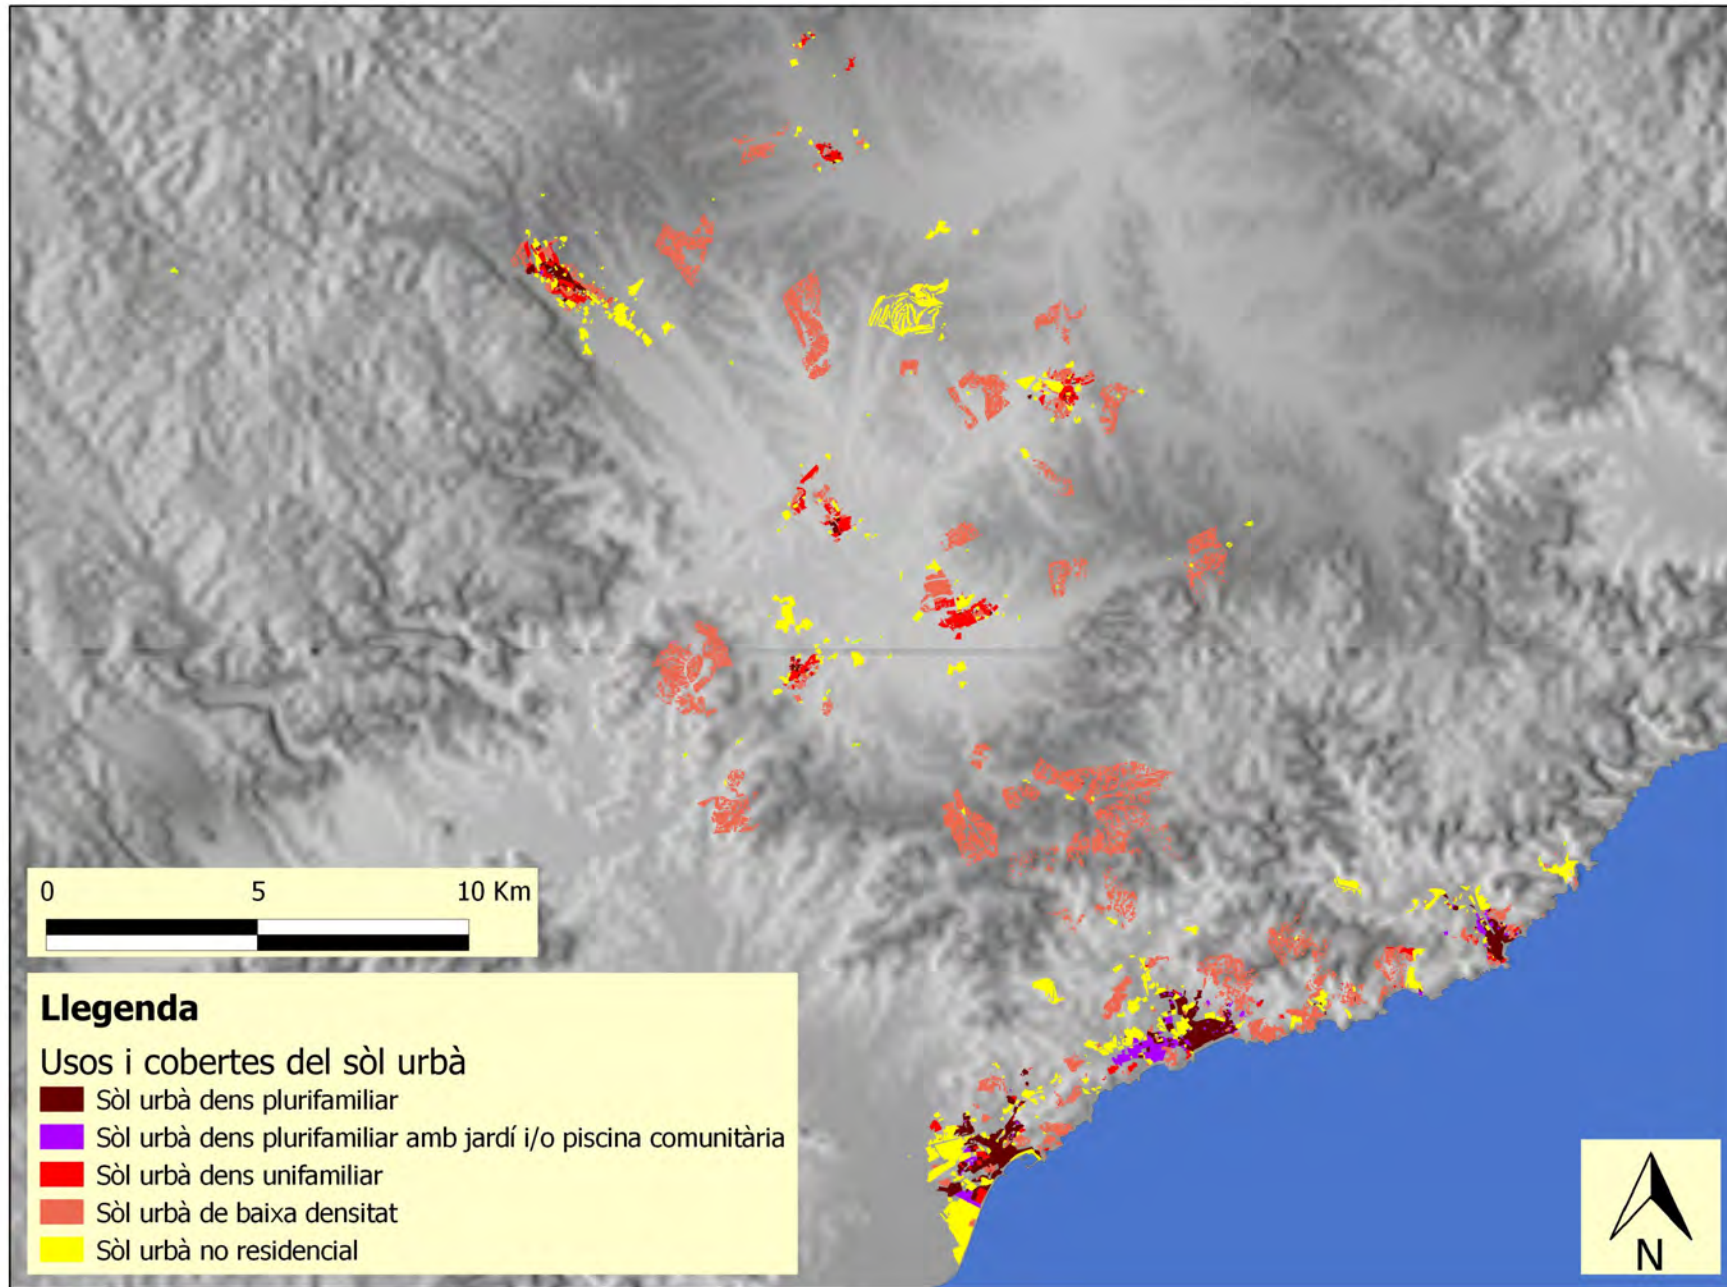 0 5 10 Km
Llegenda
Usos i cobertes del sòl urbà
Sòl urbà dens plurifamiliar
Sòl urbà dens plurifamiliar amb jardí i/o piscina comunitària
Sòl urbà dens unifamiliar
Sòl urbà de baixa densitat
Sòl urbà no residencial
N